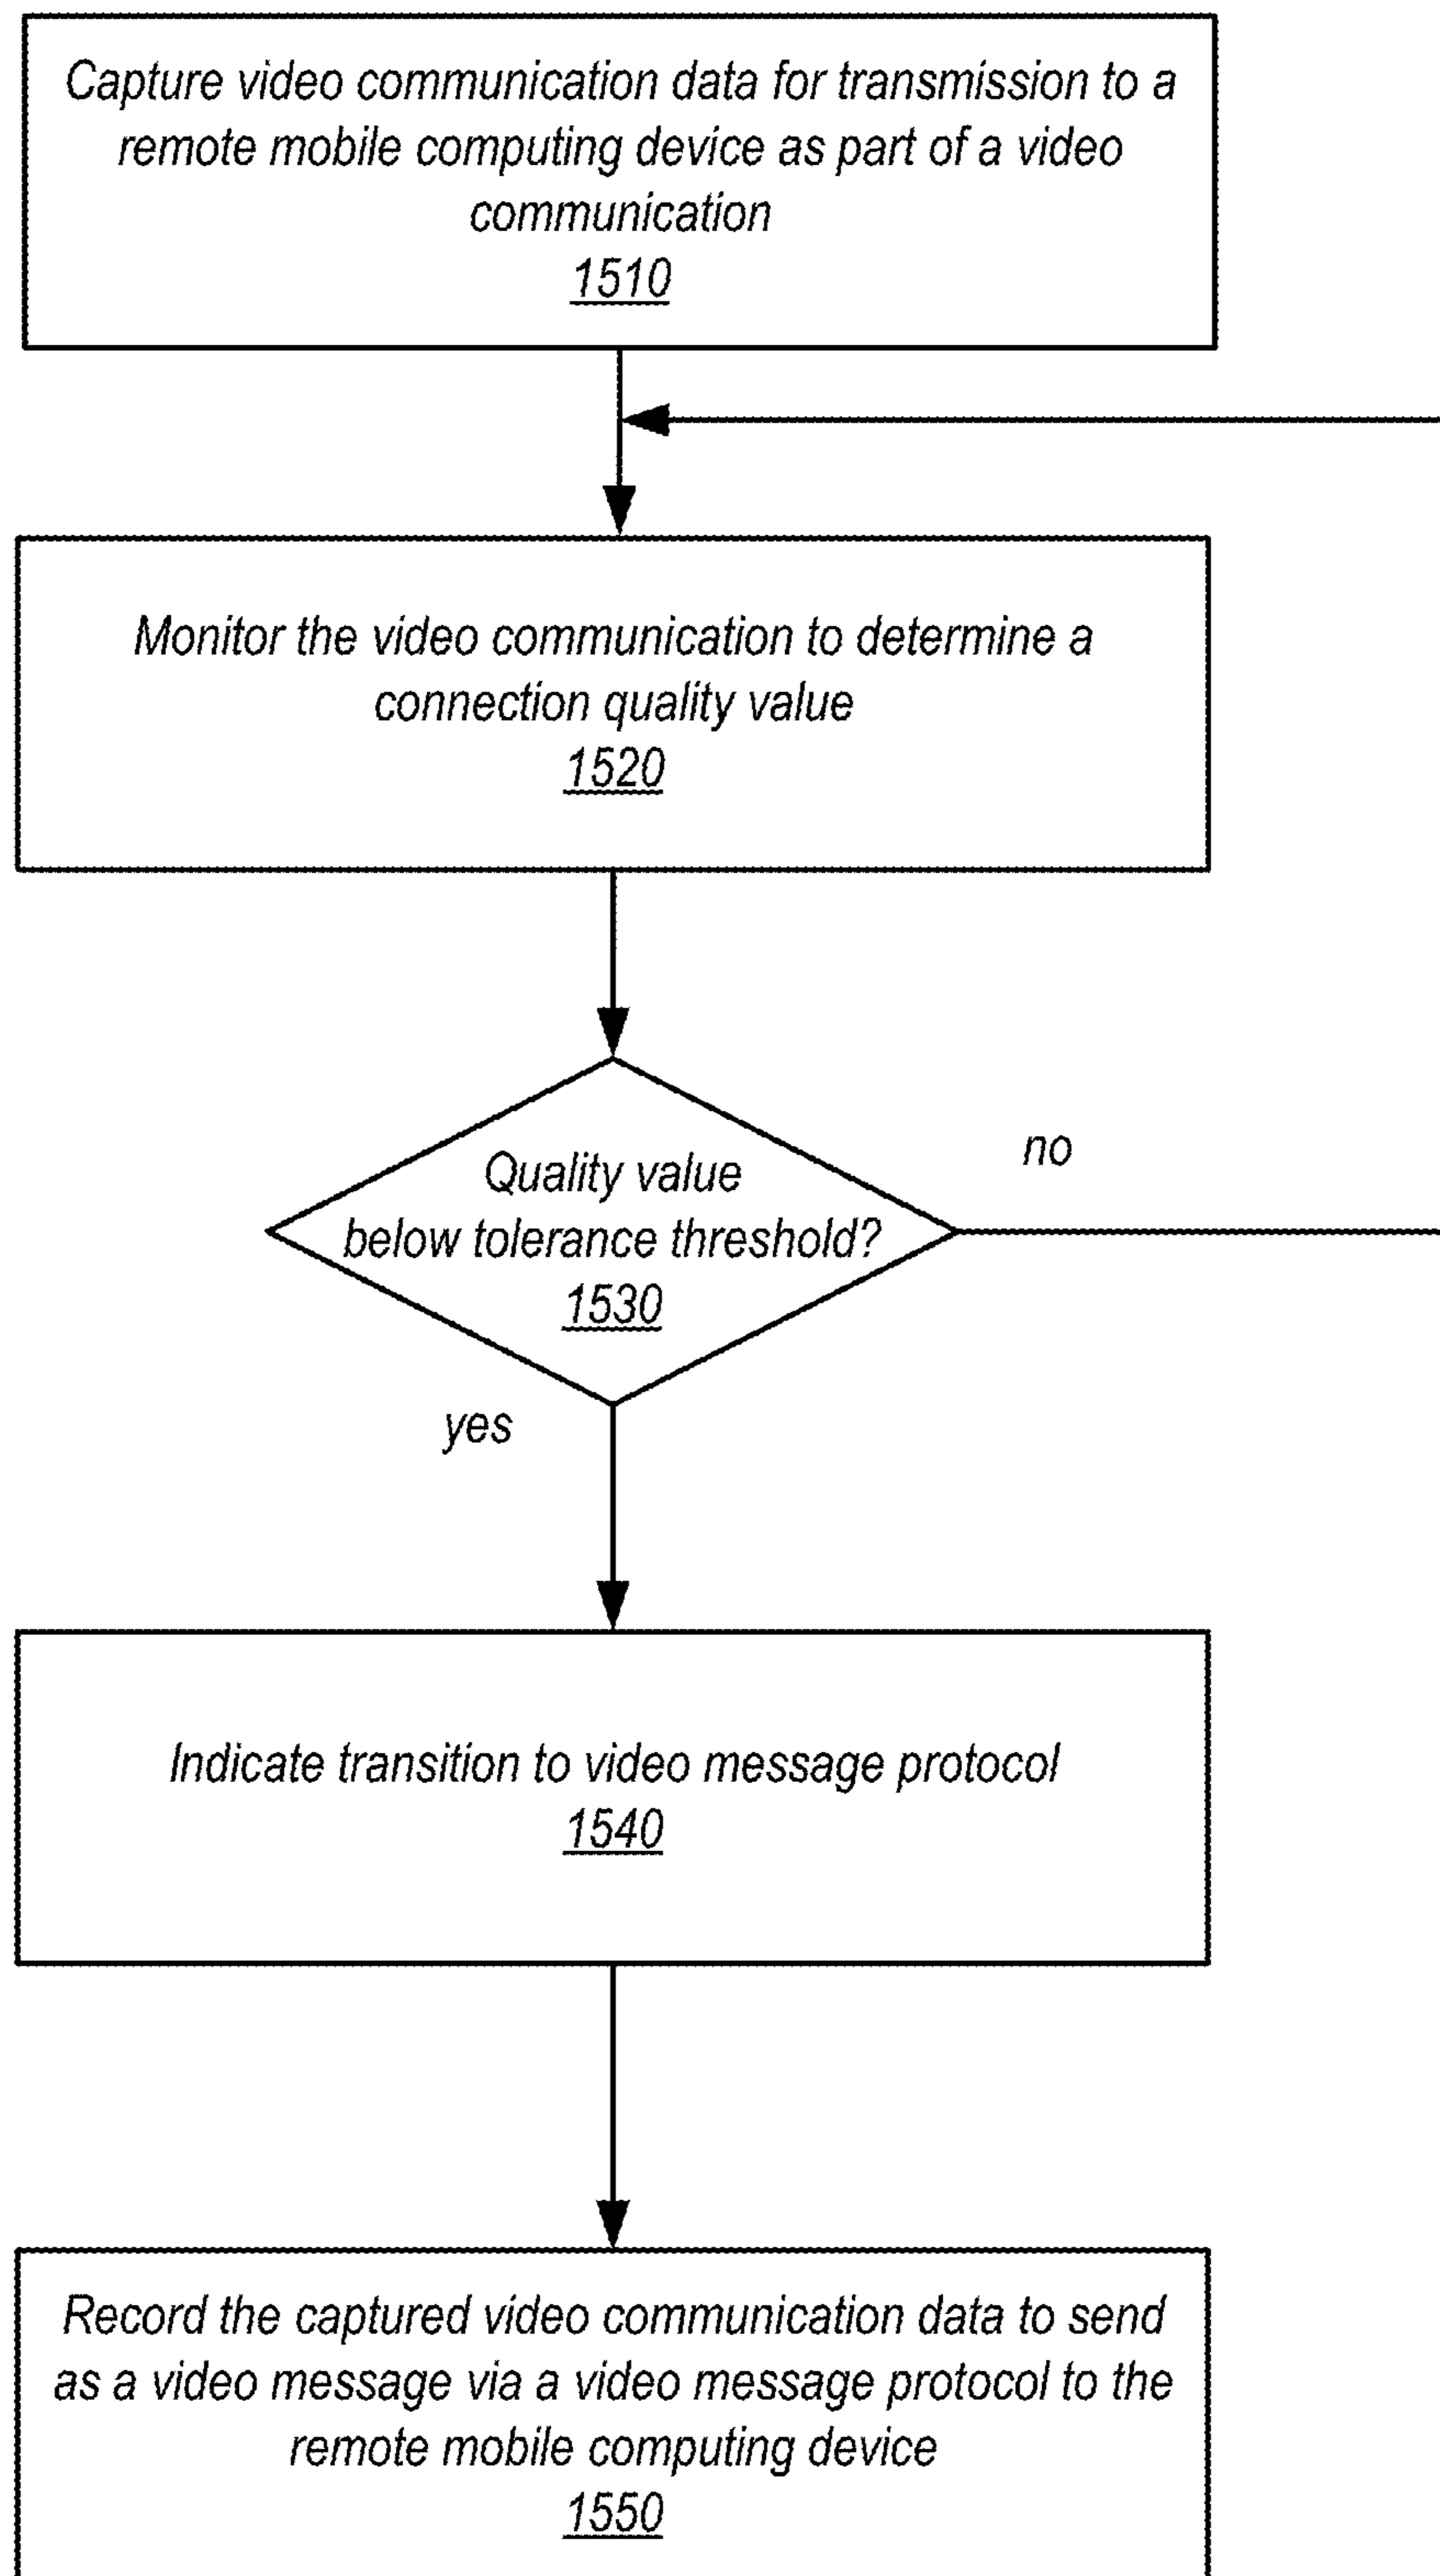 Capture video communication data for transmission to a
remote mobile computing device as part of a video
communication
1510
Monitor the video communication to determine a
connection quality value
1520
Quality value
below tolerance threshold?
1530
no
yes
Indicate transition to video message protocol
1540
Record the captured video communication data to send
as a video message via a video message protocol to the
remote mobile computing device
1550